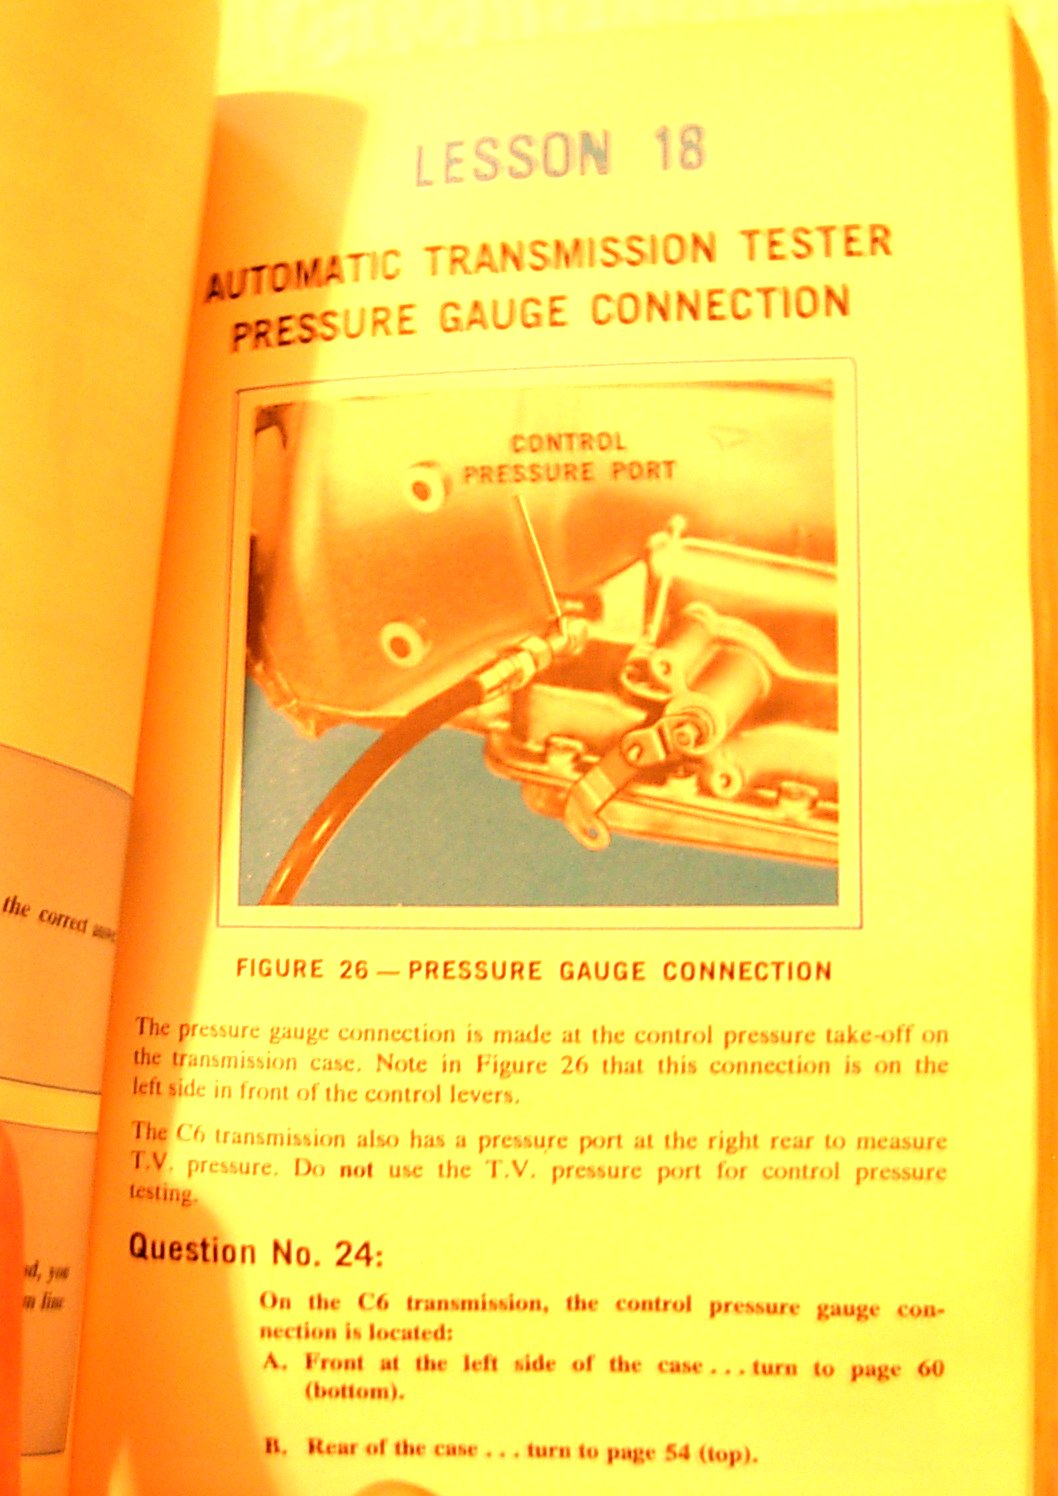 LESSON 18
AUTOMATIC TRANSMISSION TESTER
PRESSURE GAUGE CONNECTION
CONTROL
PRESSURE PORT
FIGURE 26 — PRESSURE GAUGE CONNECTION
The pressure gauge connection is made at the control pressure take-off on
the transmission case. Note in Figure 26 that this connection is on the
left side in front of the control levers.
The C6 transmission also has a pressure port at the right rear to measure
T.V. pressure. Do not use the T.V. pressure port for control pressure
testing.
Question No. 24:
On the C6 transmission, the control pressure gauge con-
nection is located:
A. Front at the left side of the case . . . turn to page 60
(bottom).
B. Rear of the case . . . turn to page 54 (top).
the correct
you